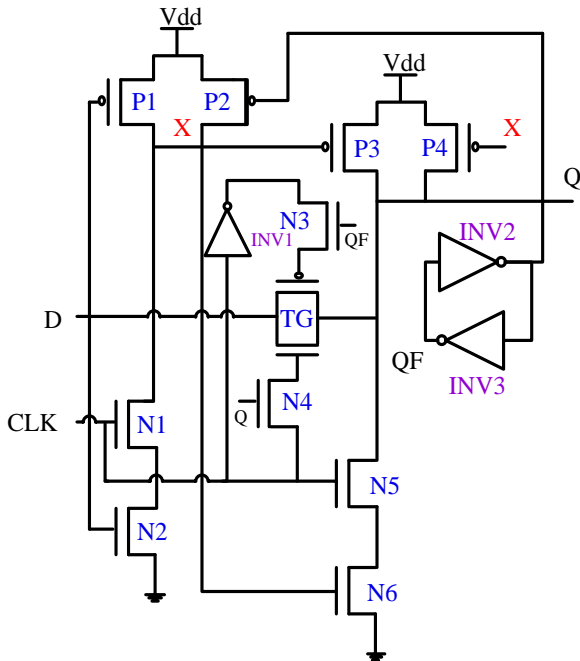 Vdd
P1
P2
Vdd
X
P3
P4
X
Q
N3
QF
INV1
INV2
D
TG
QF
INV3
Q
N4
CLK
N1
N5
N2
N6